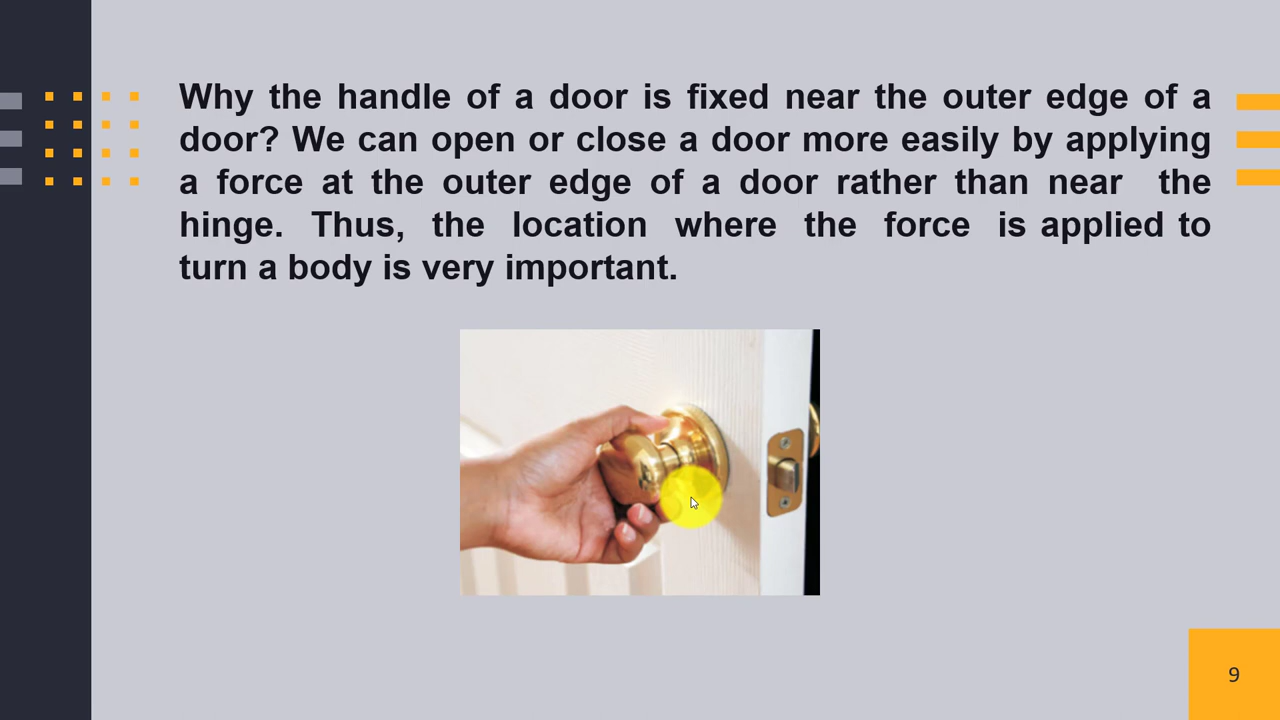 Why the handle of a door is fixed near the outer edge of a
door? We can open or close a door more easily by applying
a force at the outer edge of a door rather than near the
hinge. Thus, the location where the force is applied to
turn a body is very important.
9